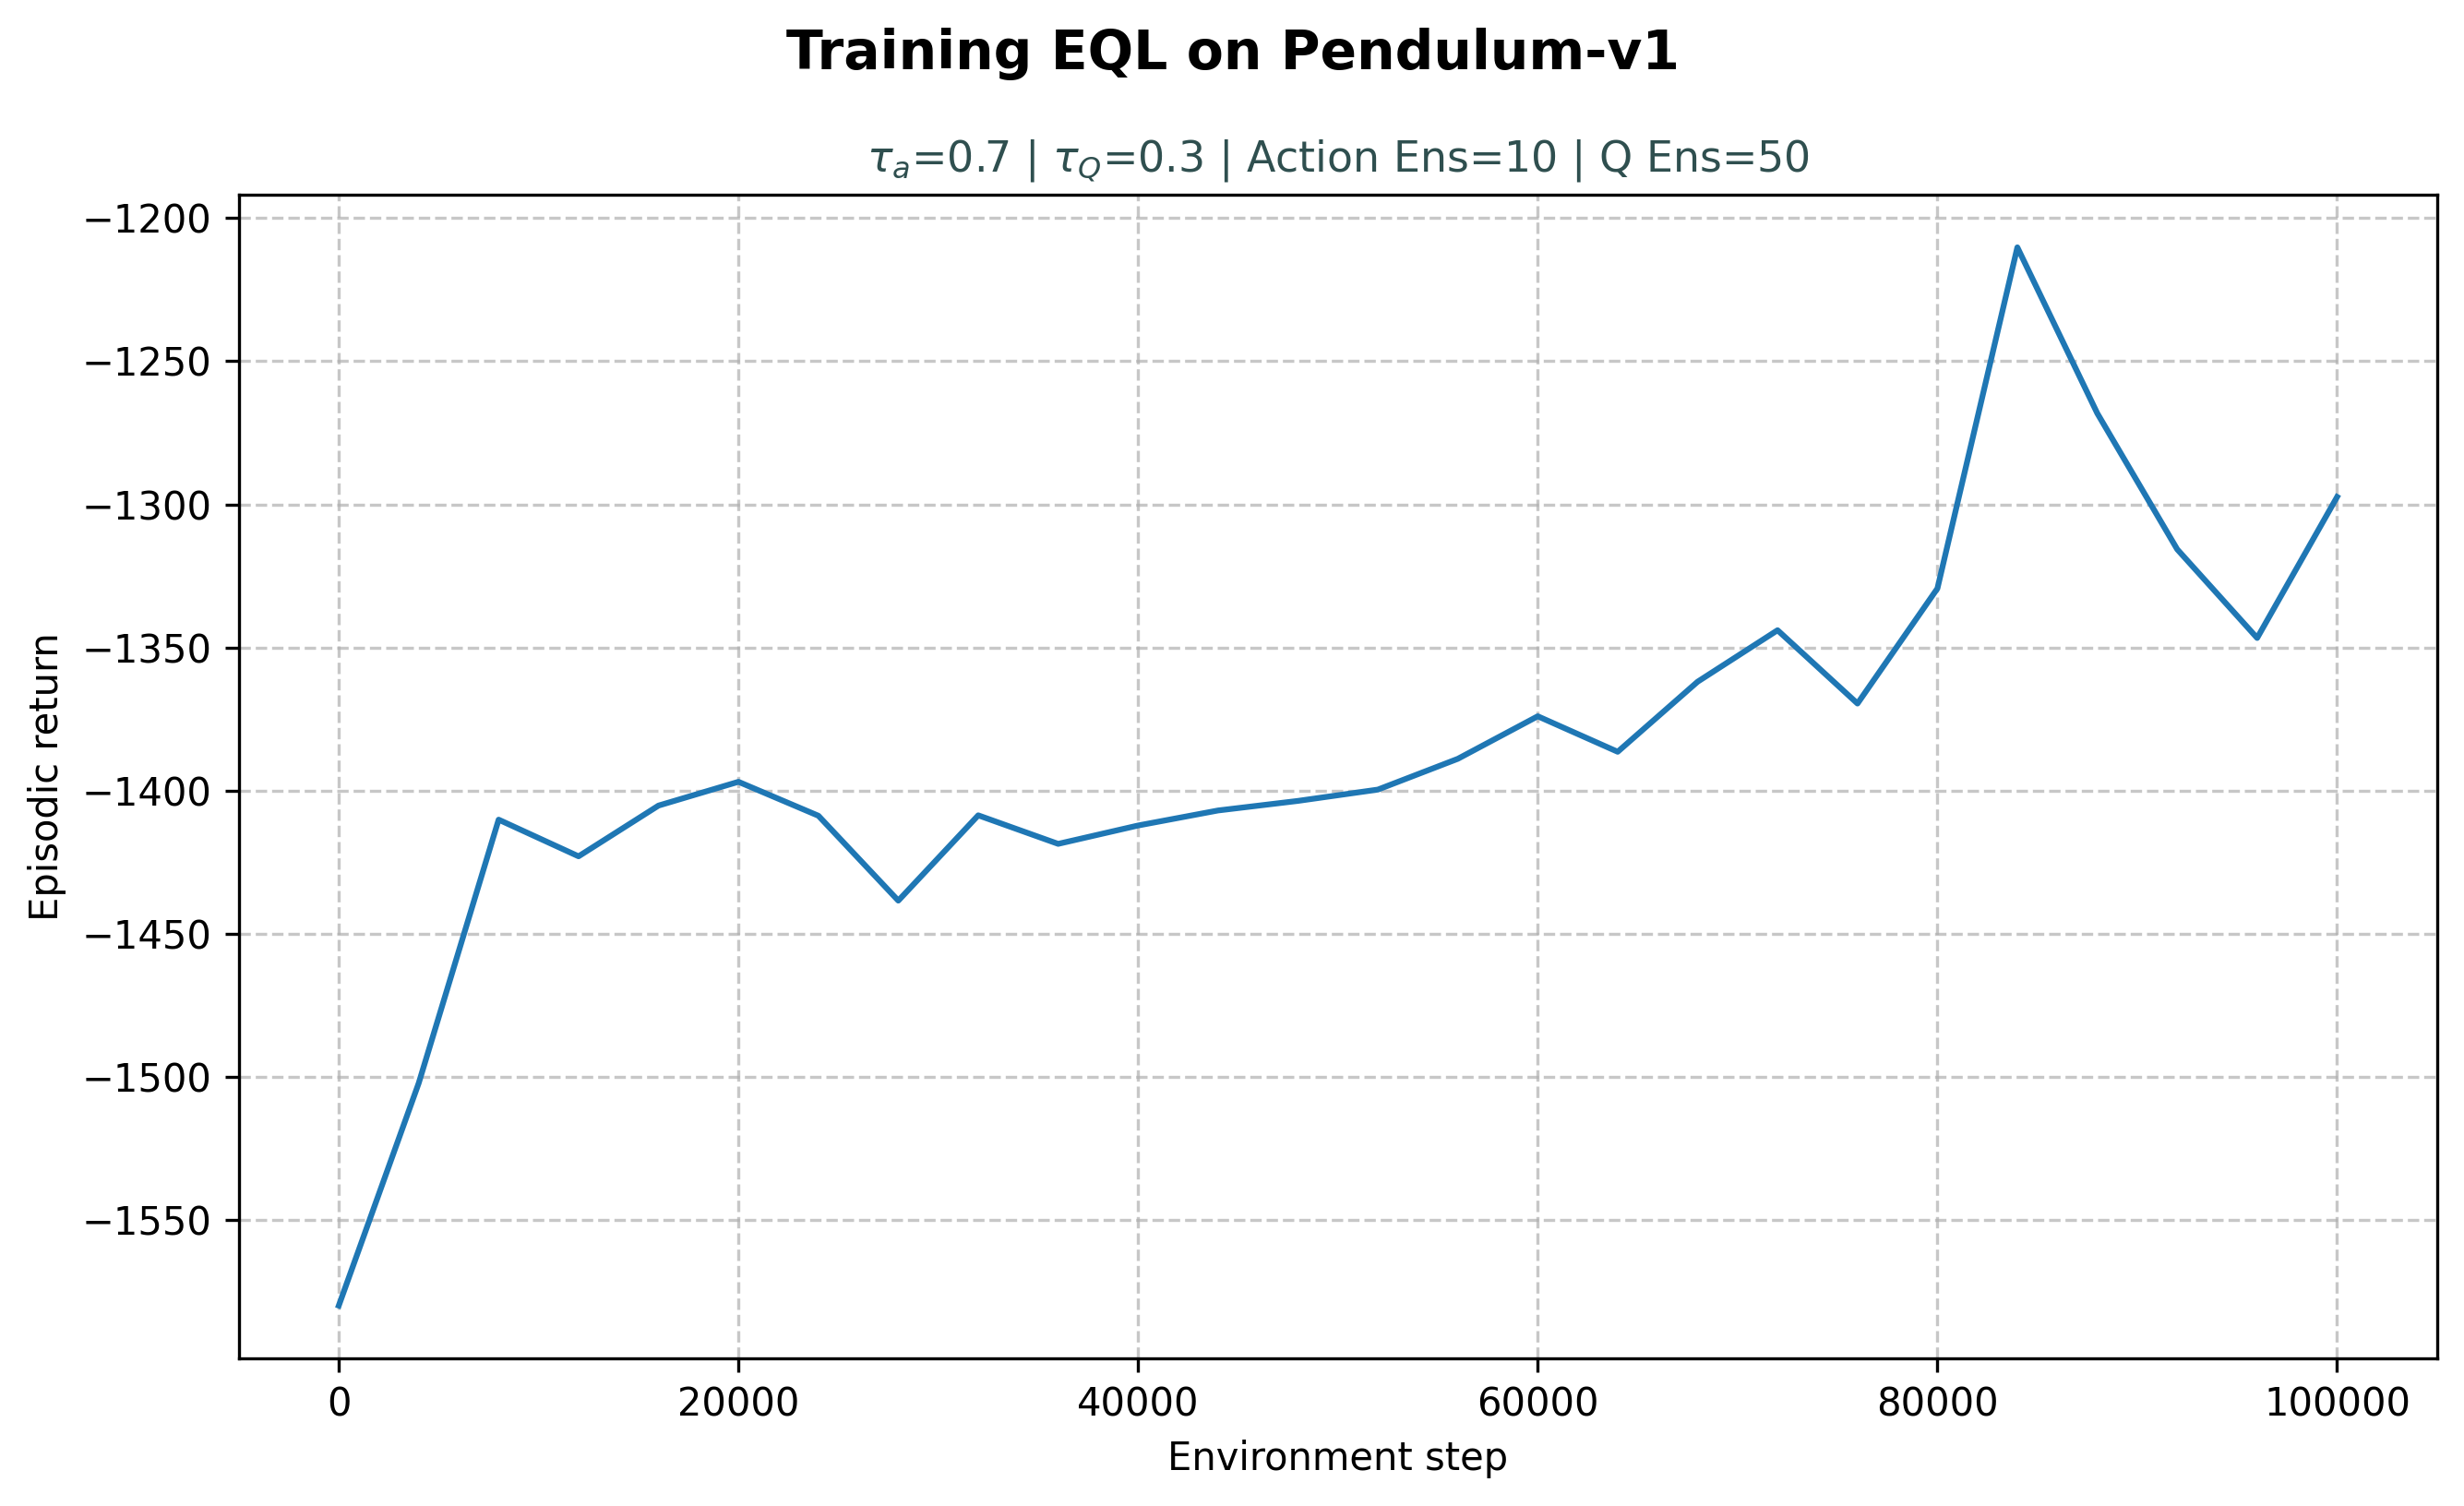 Training EQL on Pendulum-v1
τₐ=0.7 | τ_Q=0.3 | Action Ens=10 | Q Ens=50
Episodic return
−1200
−1250
−1300
−1350
−1400
−1450
−1500
−1550
0 20000 40000 60000 80000 100000
Environment step